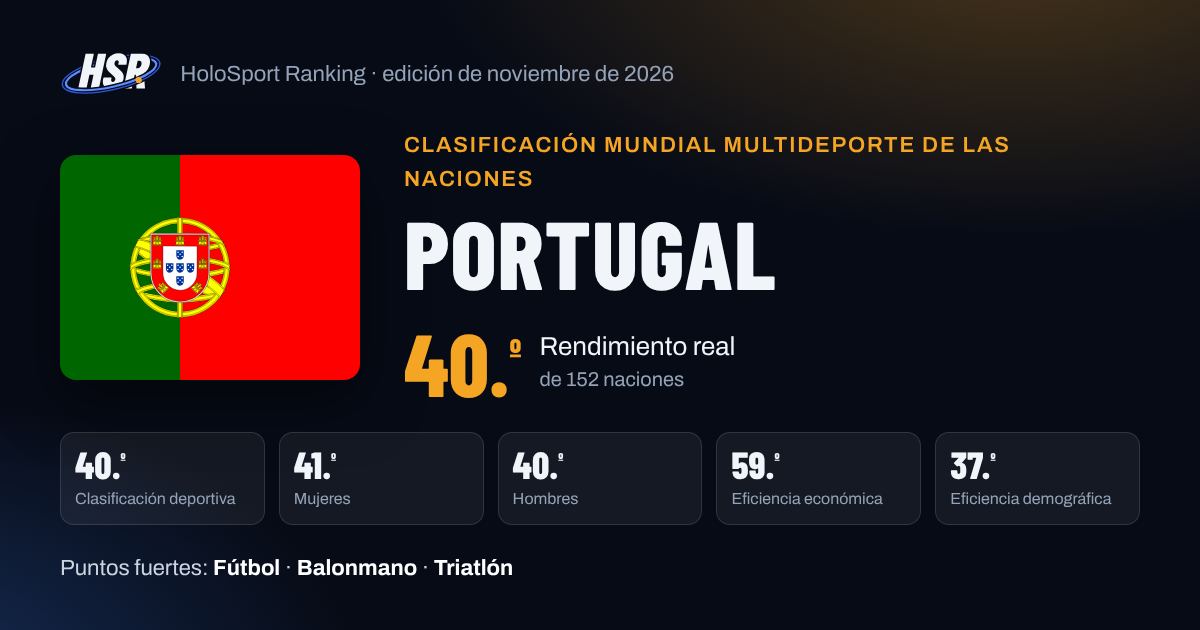 HSR
HoloSport Ranking · edición de noviembre de 2026
CLASIFICACIÓN MUNDIAL MULTIDEPORTE DE LAS
NACIONES
PORTUGAL
40.º
Rendimiento real
de 152 naciones
40.º
Clasificación deportiva
41.º
Mujeres
40.º
Hombres
59.º
Eficiencia económica
37.º
Eficiencia demográfica
Puntos fuertes: Fútbol · Balonmano · Triatlón